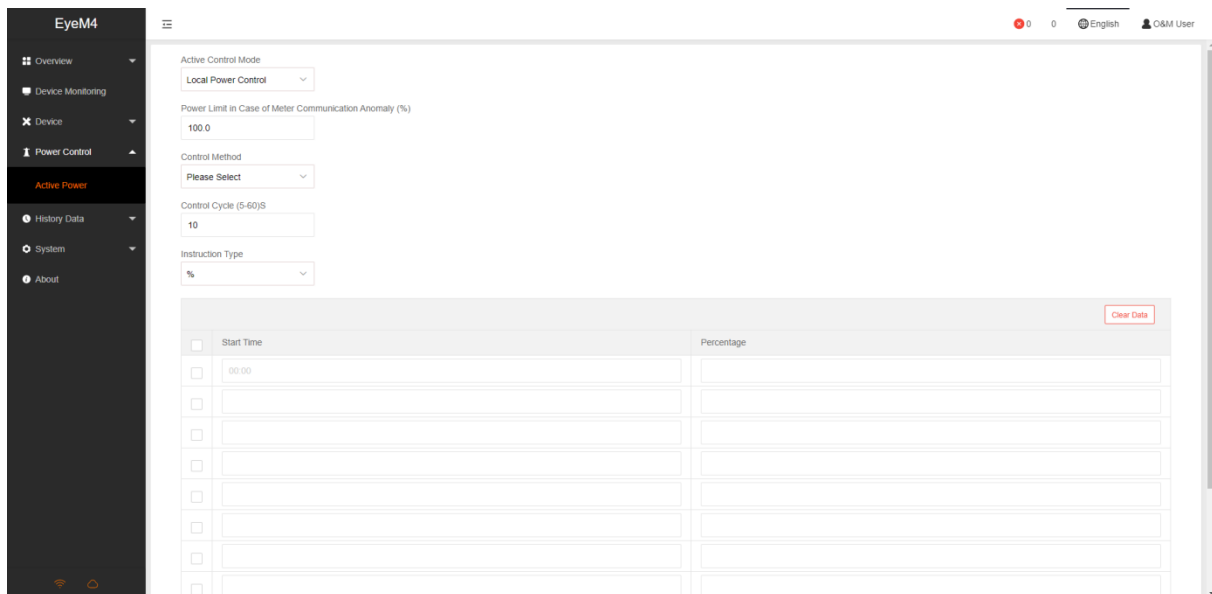 EyeM4
0 0 English O&M User
Overview
Device Monitoring
Device
Power Control
Active Power
History Data
System
About
Active Control Mode
Local Power Control
Power Limit in Case of Meter Communication Anomaly (%)
100.0
Control Method
Please Select
Control Cycle (5-60)S
10
Instruction Type
%
Clear Data
Start Time Percentage
00:00